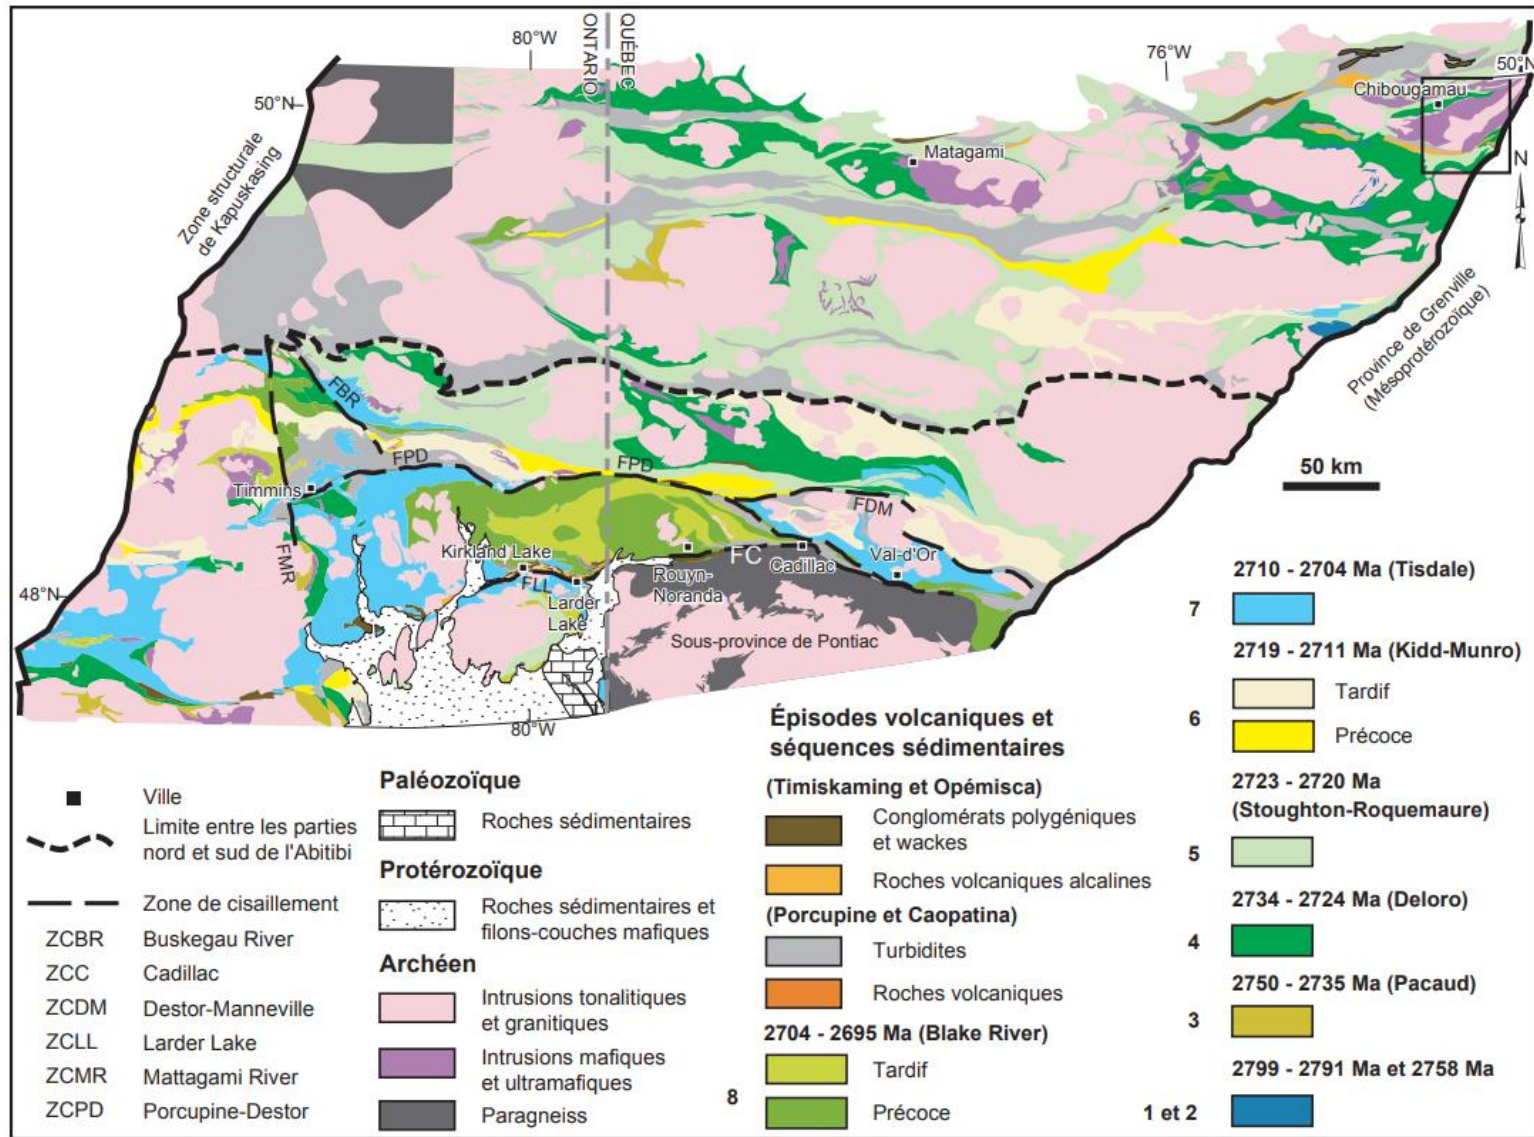 80°W
ONTARIO
QUÉBEC
76°W
50°N
50°N
Chibougamau
Matagami
N
Zone structurale
de Kapuskasing
Province de Grenville
(Mésoprotérozoïque)
FBR
FPD
FPD
Timmins
FDM
50 km
FMR
Kirkland Lake
FLL
Larder
Lake
Rouyn-
Noranda
FC
Cadillac
Val-d'Or
48°N
Sous-province de Pontiac
80°W
Ville
Limite entre les parties
nord et sud de l'Abitibi
Zone de cisaillement
ZCBR Buskegau River
ZCC Cadillac
ZCDM Destor-Manneville
ZCLL Larder Lake
ZCMR Mattagami River
ZCPD Porcupine-Destor
Paléozoïque
Roches sédimentaires
Protérozoïque
Roches sédimentaires et
filons-couches mafiques
Archéen
Intrusions tonalitiques
et granitiques
Intrusions mafiques
et ultramafiques
Paragneiss
Épisodes volcaniques et
séquences sédimentaires
(Timiskaming et Opémisca)
Conglomérats polygéniques
et wackes
Roches volcaniques alcalines
(Porcupine et Caopatina)
Turbidites
Roches volcaniques
2704 - 2695 Ma (Blake River)
Tardif
8
Précoce
2710 - 2704 Ma (Tisdale)
7
2719 - 2711 Ma (Kidd-Munro)
Tardif
6
Précoce
2723 - 2720 Ma
(Stoughton-Roquemaure)
5
2734 - 2724 Ma (Deloro)
4
2750 - 2735 Ma (Pacaud)
3
2799 - 2791 Ma et 2758 Ma
1 et 2